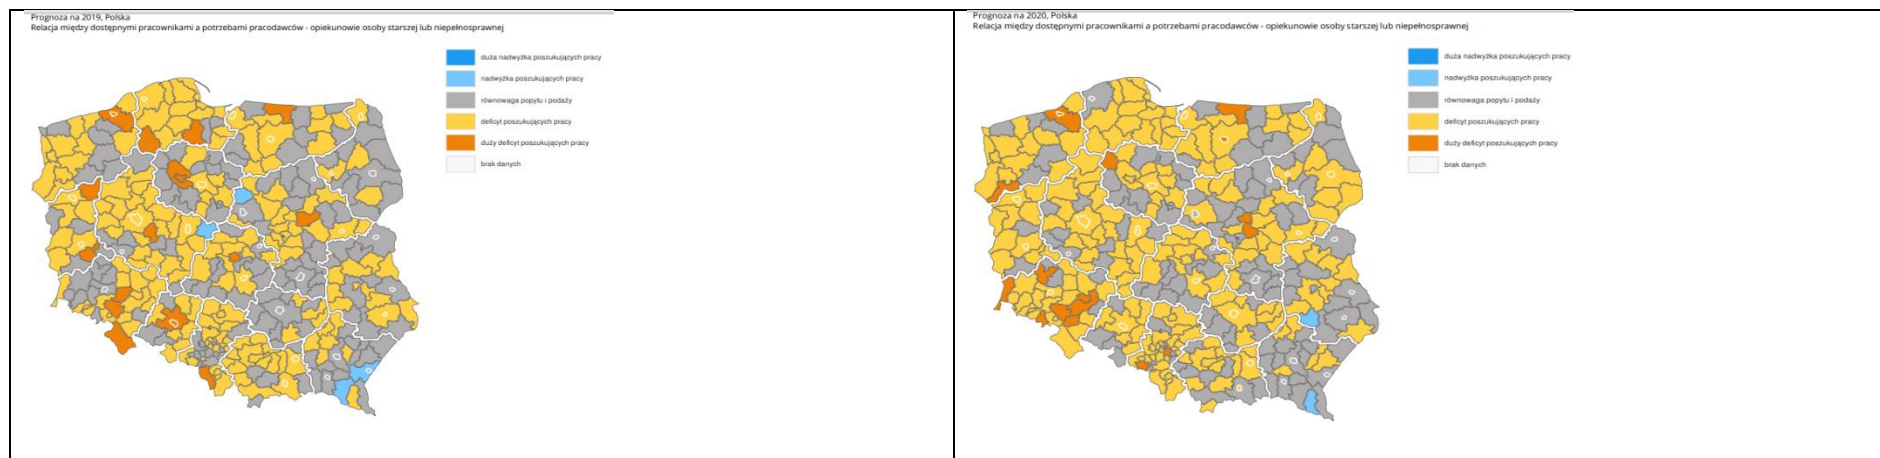 Prognoza na 2019, Polska
Relacja między dostępnymi pracownikami a potrzebami pracodawców - opiekunowie osoby starszej lub niepełnosprawnej
duża nadwyżka poszukujących pracy
nadwyżka poszukujących pracy
równowaga popytu i podaży
deficyt poszukujących pracy
duży deficyt poszukujących pracy
brak danych
Prognoza na 2020, Polska
Relacja między dostępnymi pracownikami a potrzebami pracodawców - opiekunowie osoby starszej lub niepełnosprawnej
duża nadwyżka poszukujących pracy
nadwyżka poszukujących pracy
równowaga popytu i podaży
deficyt poszukujących pracy
duży deficyt poszukujących pracy
brak danych